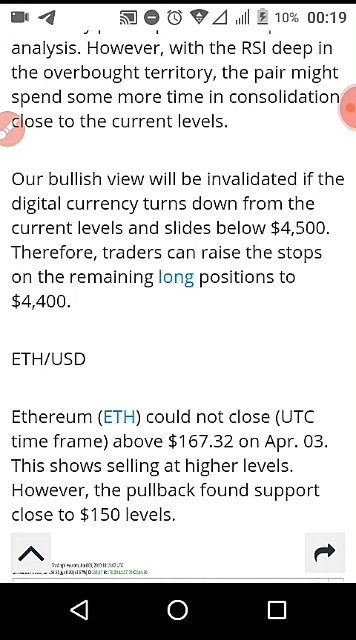 10% 00:19
analysis. However, with the RSI deep in
the overbought territory, the pair might
spend some more time in consolidation
close to the current levels.
Our bullish view will be invalidated if the
digital currency turns down from the
current levels and slides below $4,500.
Therefore, traders can raise the stops
on the remaining long positions to
$4,400.
ETH/USD
Ethereum (ETH) could not close (UTC
time frame) above $167.32 on Apr. 03.
This shows selling at higher levels.
However, the pullback found support
close to $150 levels.